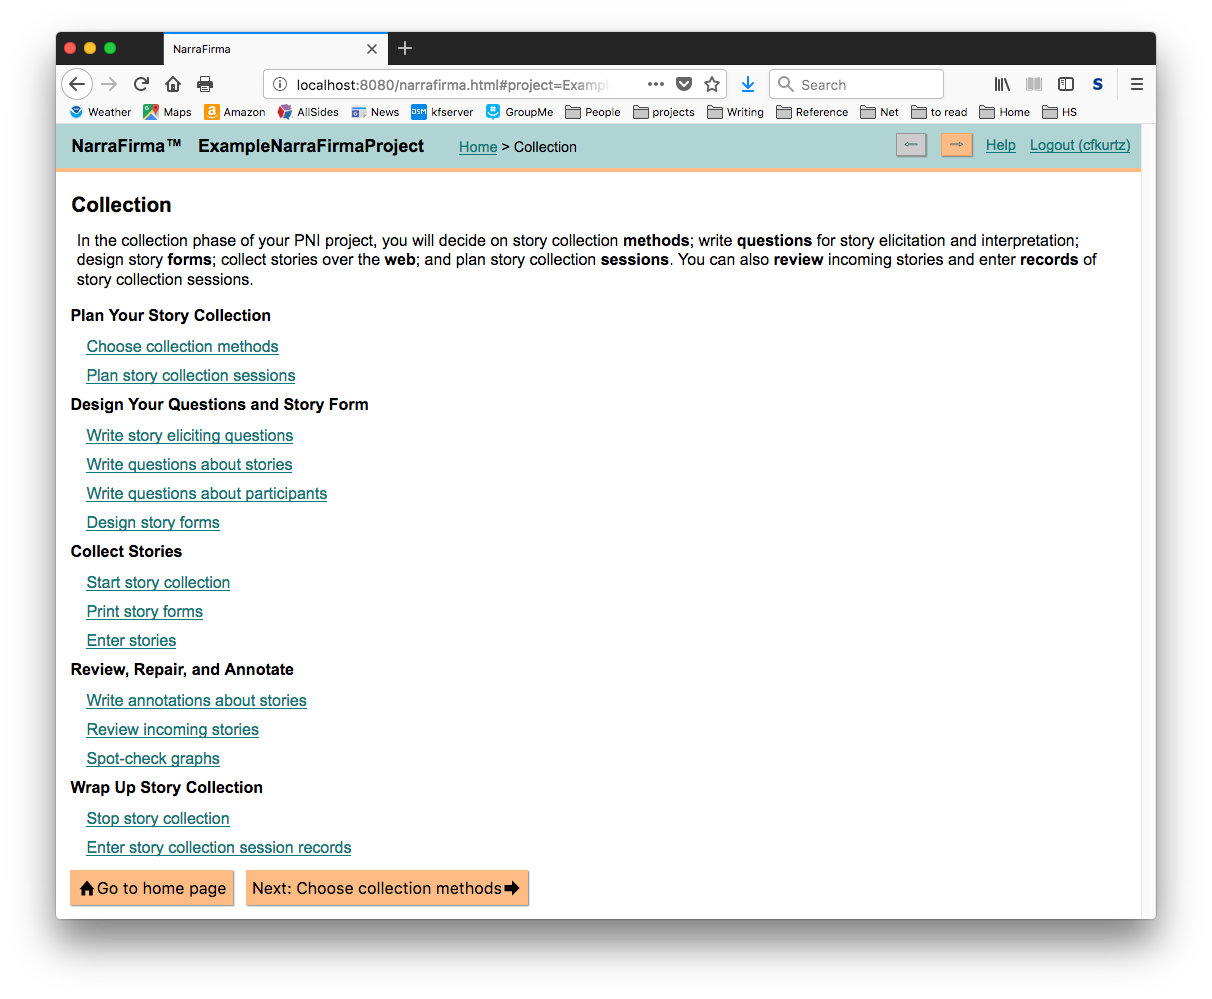 NarraFirma
localhost:8080/narrafirma.html#project=Exampl
Search
S
Weather Maps Amazon AllSides News kfserver GroupMe People projects Writing Reference Net to read Home HS
NarraFirma™ ExampleNarraFirmaProject Home > Collection Help Logout (cfkurtz)
Collection
In the collection phase of your PNI project, you will decide on story collection methods; write questions for story elicitation and interpretation;
design story forms; collect stories over the web; and plan story collection sessions. You can also review incoming stories and enter records of
story collection sessions.
Plan Your Story Collection
Choose collection methods
Plan story collection sessions
Design Your Questions and Story Form
Write story eliciting questions
Write questions about stories
Write questions about participants
Design story forms
Collect Stories
Start story collection
Print story forms
Enter stories
Review, Repair, and Annotate
Write annotations about stories
Review incoming stories
Spot-check graphs
Wrap Up Story Collection
Stop story collection
Enter story collection session records
Go to home page Next: Choose collection methods